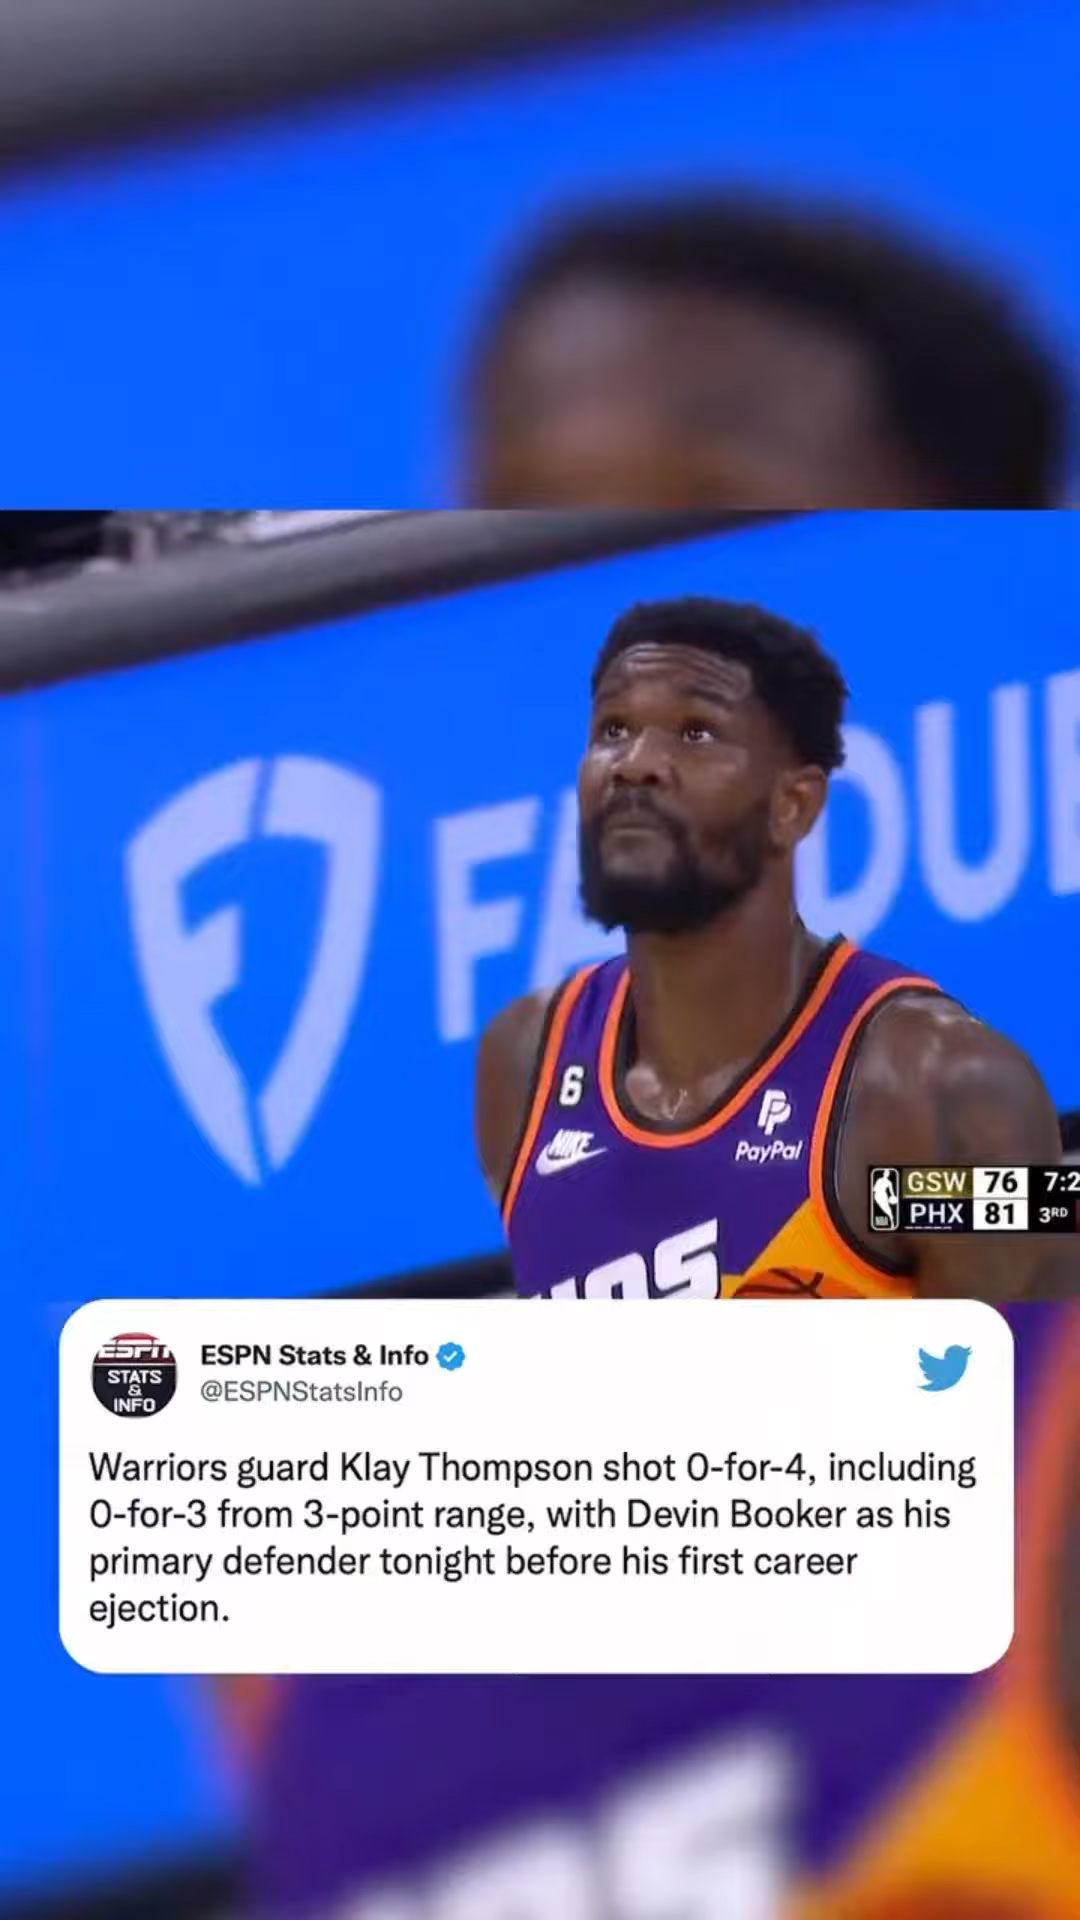 6
NIKE
PayPal
GSW 76
PHX 81 3RD
ESPN
STATS
&
INFO
ESPN Stats & Info
@ESPNStatsInfo
Warriors guard Klay Thompson shot 0-for-4, including
0-for-3 from 3-point range, with Devin Booker as his
primary defender tonight before his first career
ejection.